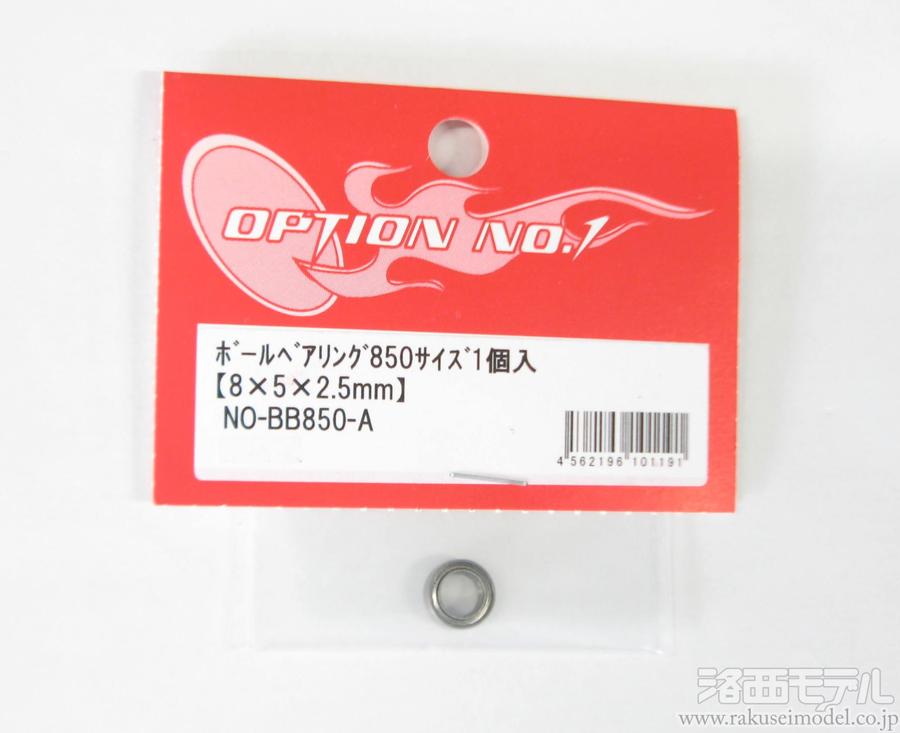 OPTION NO.1
ﾎﾞｰﾙﾍﾞｱﾘﾝｸﾞ850ｻｲｽﾞ1個入
【8×5×2.5mm】
NO-BB850-A
4 562196 101191
洛西モデル
www.rakuseimodel.co.jp